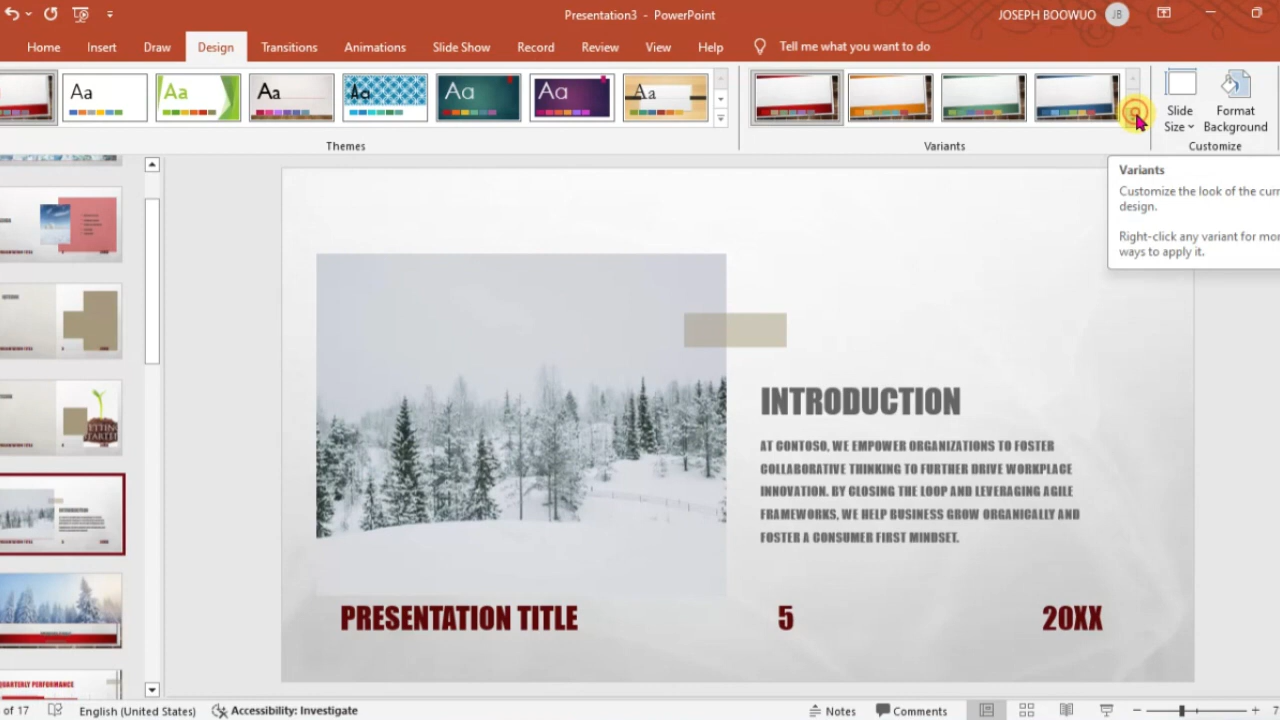 Presentation3 - PowerPoint
JOSEPH BOOWUO JB
Home Insert Draw Design Transitions Animations Slide Show Record Review View Help Tell me what you want to do
Aa Aa Aa Aa Aa Aa Aa
Slide Size
Format Background
Themes
Variants
Customize
Variants
Customize the look of the curr
design.
Right-click any variant for mor
ways to apply it.
INTRODUCTION
AT CONTOSO, WE EMPOWER ORGANIZATIONS TO FOSTER
COLLABORATIVE THINKING TO FURTHER DRIVE WORKPLACE
INNOVATION. BY CLOSING THE LOOP AND LEVERAGING AGILE
FRAMEWORKS, WE HELP BUSINESS GROW ORGANICALLY AND
FOSTER A CONSUMER FIRST MINDSET.
PRESENTATION TITLE 5 20XX
QUARTERLY PERFORMANCE
of 17 English (United States) Accessibility: Investigate Notes Comments 7